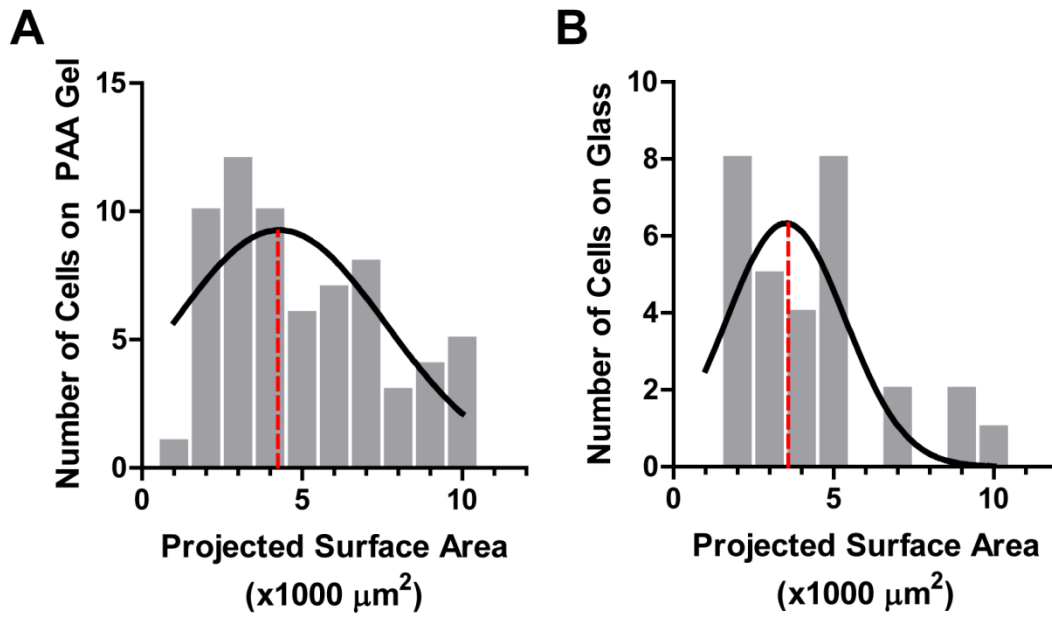 A
Number of Cells on PAA Gel
15
10
5
0
0
5
10
Projected Surface Area
(x1000 μm²)
B
Number of Cells on Glass
10
8
6
4
2
0
0
5
10
Projected Surface Area
(x1000 μm²)